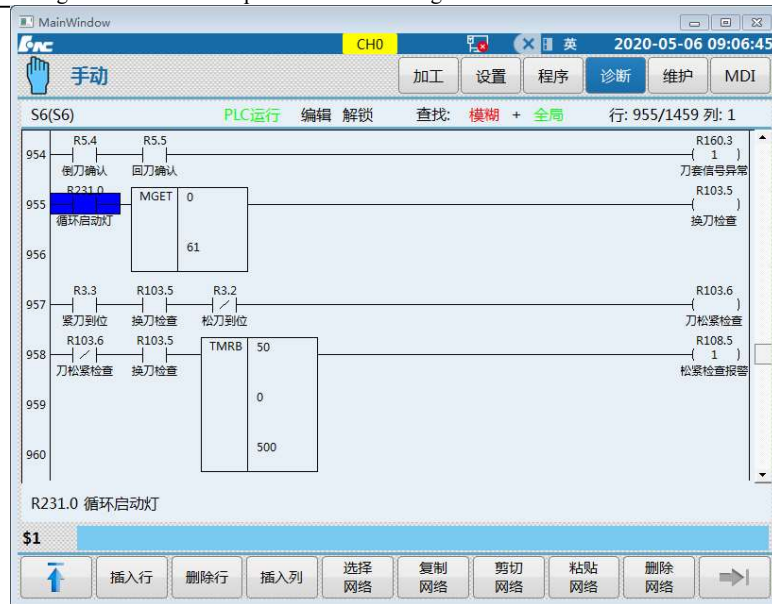 MainWindow
CH0 英 2020-05-06 09:06:45
手动 加工 设置 程序 诊断 维护 MDI
S6(S6) PLC运行 编辑 解锁 查找: 模糊 + 全局 行: 955/1459 列: 1
R5.4 R5.5 R160.3
954 ( 1 )
倒刀确认 回刀确认 刀套信号异常
R231.0 MGET 0 R103.5
955 ( )
循环启动灯 换刀检查
956 61
R3.3 R103.5 R3.2 R103.6
957 ( )
紧刀到位 换刀检查 松刀到位 刀松紧检查
R103.6 R103.5 TMRB 50 R108.5
958 ( 1 )
刀松紧检查 换刀检查 松紧检查报警
959 0
960 500
R231.0 循环启动灯
$1
插入行 删除行 插入列 选择 复制 剪切 粘贴 删除
网络 网络 网络 网络 网络